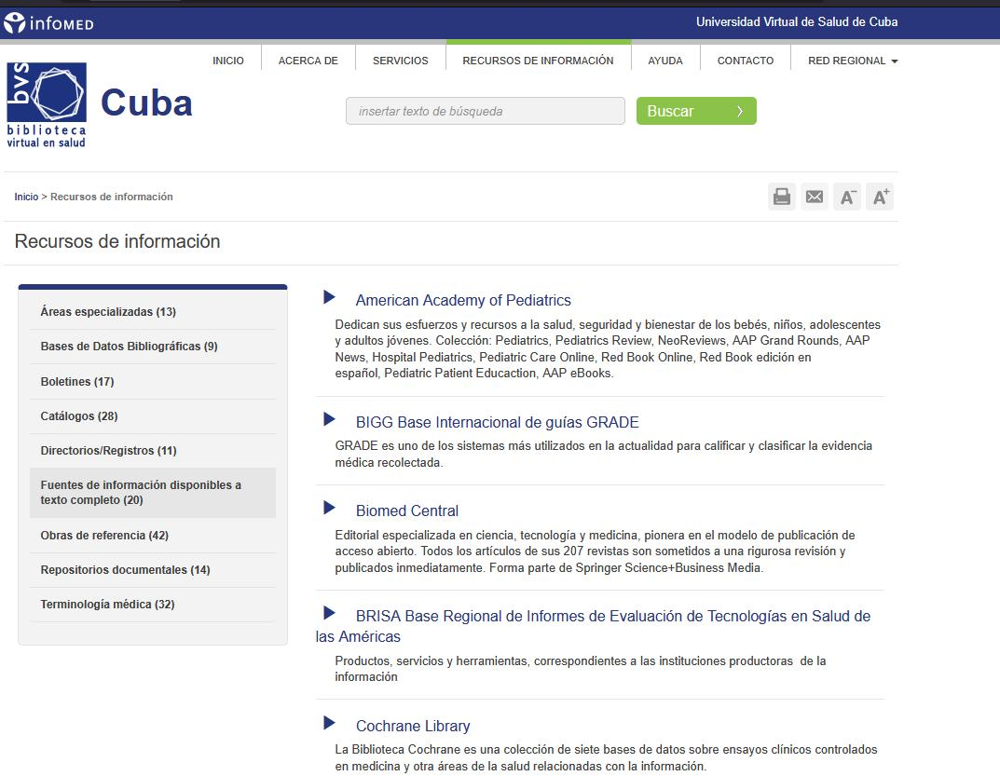 infOMED
Universidad Virtual de Salud de Cuba
INICIO
ACERCA DE
SERVICIOS
RECURSOS DE INFORMACIÓN
AYUDA
CONTACTO
RED REGIONAL
bvs
biblioteca
virtual en salud
Cuba
insertar texto de búsqueda
Buscar
Inicio > Recursos de información
A-
A+
Recursos de información
Áreas especializadas (13)
Bases de Datos Bibliográficas (9)
Boletines (17)
Catálogos (28)
Directorios/Registros (11)
Fuentes de información disponibles a
texto completo (20)
Obras de referencia (42)
Repositorios documentales (14)
Terminología médica (32)
American Academy of Pediatrics
Dedican sus esfuerzos y recursos a la salud, seguridad y bienestar de los bebés, niños, adolescentes
y adultos jóvenes. Colección: Pediatrics, Pediatrics Review, NeoReviews, AAP Grand Rounds, AAP
News, Hospital Pediatrics, Pediatric Care Online, Red Book Online, Red Book edición en
español, Pediatric Patient Educaction, AAP eBooks.
BIGG Base Internacional de guías GRADE
GRADE es uno de los sistemas más utilizados en la actualidad para calificar y clasificar la evidencia
médica recolectada.
Biomed Central
Editorial especializada en ciencia, tecnología y medicina, pionera en el modelo de publicación de
acceso abierto. Todos los artículos de sus 207 revistas son sometidos a una rigurosa revisión y
publicados inmediatamente. Forma parte de Springer Science+Business Media.
BRISA Base Regional de Informes de Evaluación de Tecnologías en Salud de
las Américas
Productos, servicios y herramientas, correspondientes a las instituciones productoras de la
información
Cochrane Library
La Biblioteca Cochrane es una colección de siete bases de datos sobre ensayos clínicos controlados
en medicina y otra áreas de la salud relacionadas con la información.